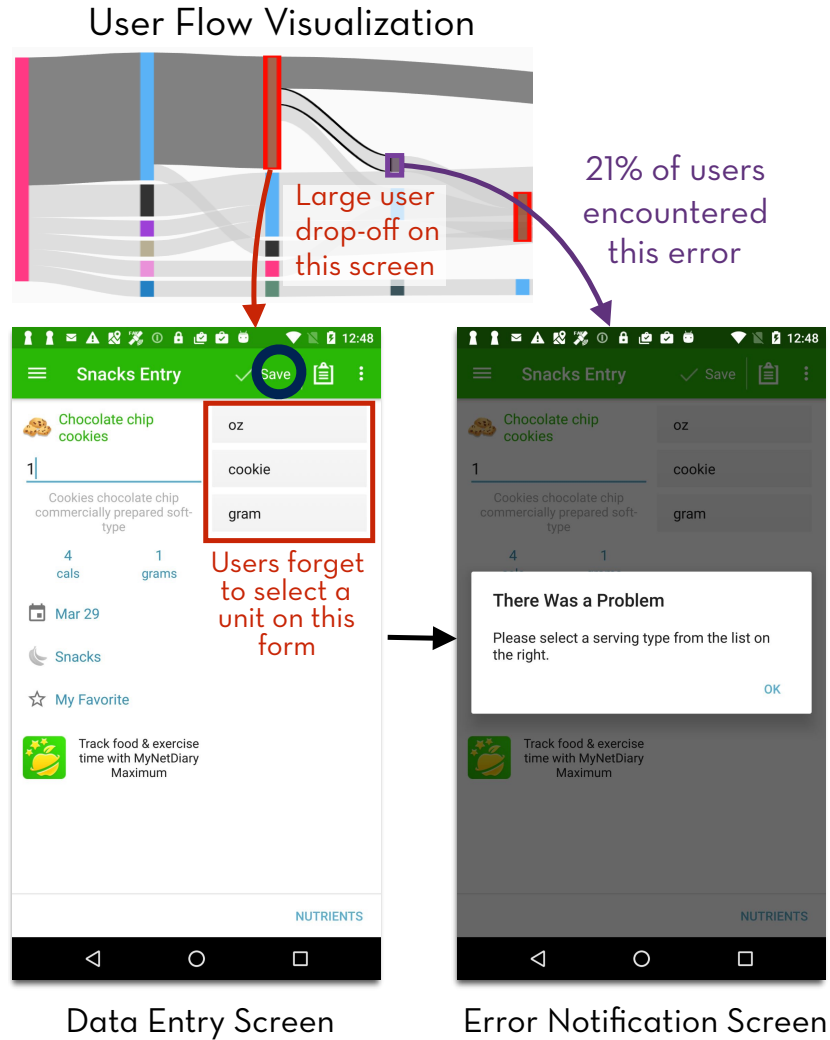 User Flow Visualization
Large user
drop-off on
this screen
21% of users
encountered
this error
12:48
Snacks Entry
Save
Chocolate chip
cookies
1
Cookies chocolate chip
commercially prepared soft-
type
4
cals
1
grams
oz
cookie
gram
Users forget
to select a
unit on this
form
Mar 29
Snacks
My Favorite
Track food & exercise
time with MyNetDiary
Maximum
NUTRIENTS
Data Entry Screen
12:48
Snacks Entry
Save
Chocolate chip
cookies
1
Cookies chocolate chip
commercially prepared soft-
type
4
1
oz
cookie
gram
There Was a Problem
Please select a serving type from the list on
the right.
OK
Track food & exercise
time with MyNetDiary
Maximum
NUTRIENTS
Error Notification Screen